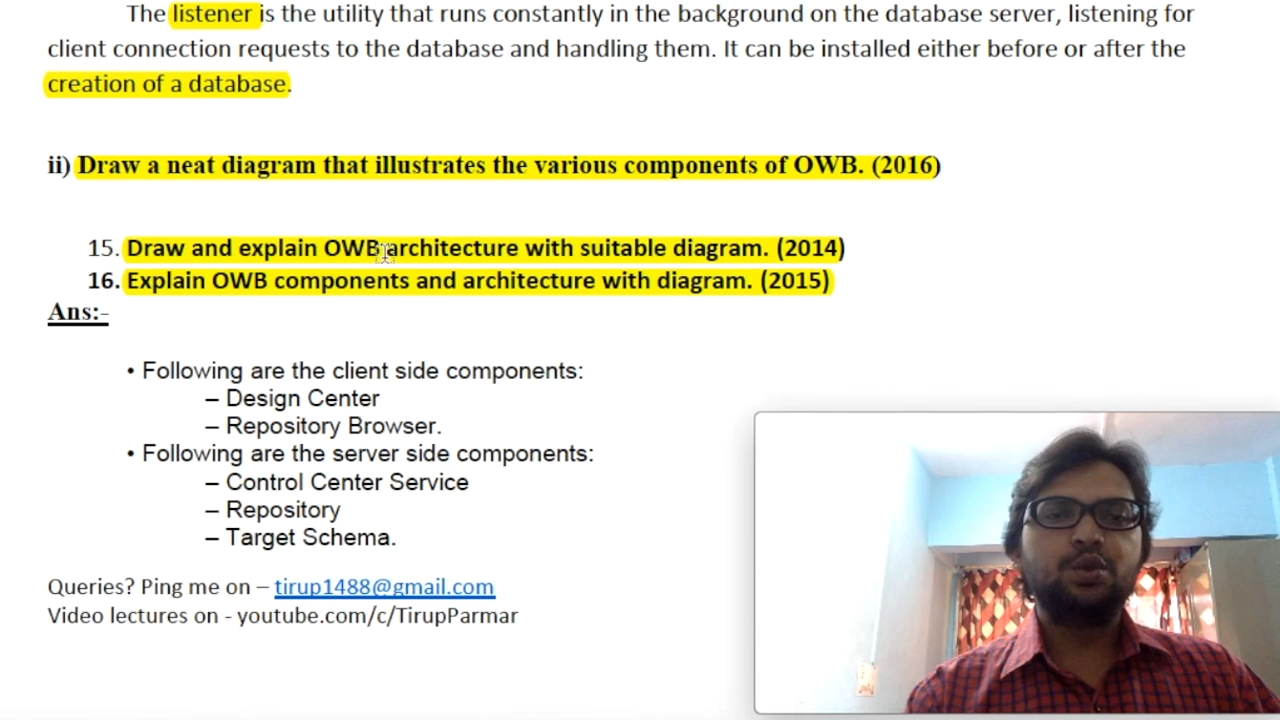 The listener is the utility that runs constantly in the background on the database server, listening for
client connection requests to the database and handling them. It can be installed either before or after the
creation of a database.
ii) Draw a neat diagram that illustrates the various components of OWB. (2016)
15. Draw and explain OWB architecture with suitable diagram. (2014)
16. Explain OWB components and architecture with diagram. (2015)
Ans:-
• Following are the client side components:
– Design Center
– Repository Browser.
• Following are the server side components:
– Control Center Service
– Repository
– Target Schema.
Queries? Ping me on – tirup1488@gmail.com
Video lectures on - youtube.com/c/TirupParmar